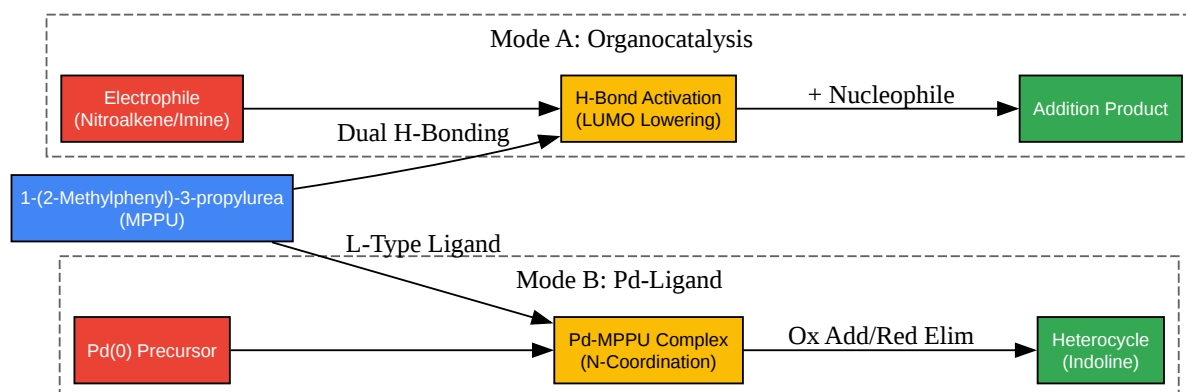 Mode A: Organocatalysis
Electrophile
(Nitroalkene/Imine)
H-Bond Activation
(LUMO Lowering)
+ Nucleophile
Addition Product
Dual H-Bonding
1-(2-Methylphenyl)-3-propylurea
(MPPU)
L-Type Ligand
Mode B: Pd-Ligand
Pd(0) Precursor
Pd-MPPU Complex
(N-Coordination)
Ox Add/Red Elim
Heterocycle
(Indoline)